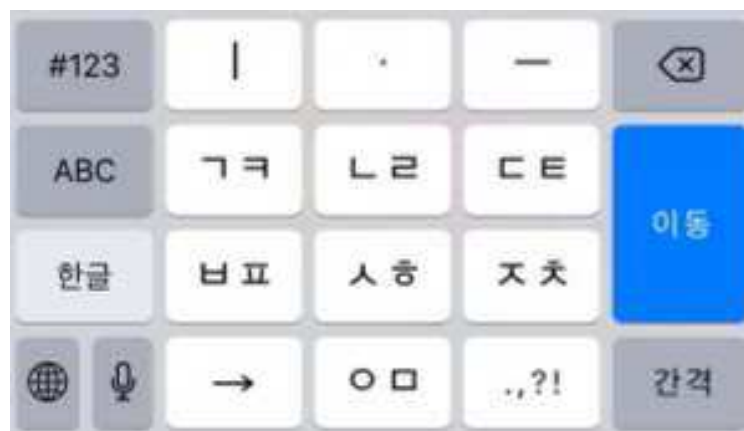 #123 ㅣ · ㅡ
ABC ㄱㅋ ㄴㄹ ㄷㅌ 이동
한글 ㅂㅍ ㅅㅎ ㅈㅊ
→ ㅇㅁ .,?! 간격